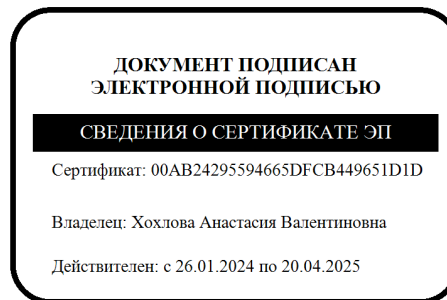 ДОКУМЕНТ ПОДПИСАН
ЭЛЕКТРОННОЙ ПОДПИСЬЮ
СВЕДЕНИЯ О СЕРТИФИКАТЕ ЭП
Сертификат: 00AB24295594665DFCB449651D1D
Владелец: Хохлова Анастасия Валентиновна
Действителен: с 26.01.2024 по 20.04.2025